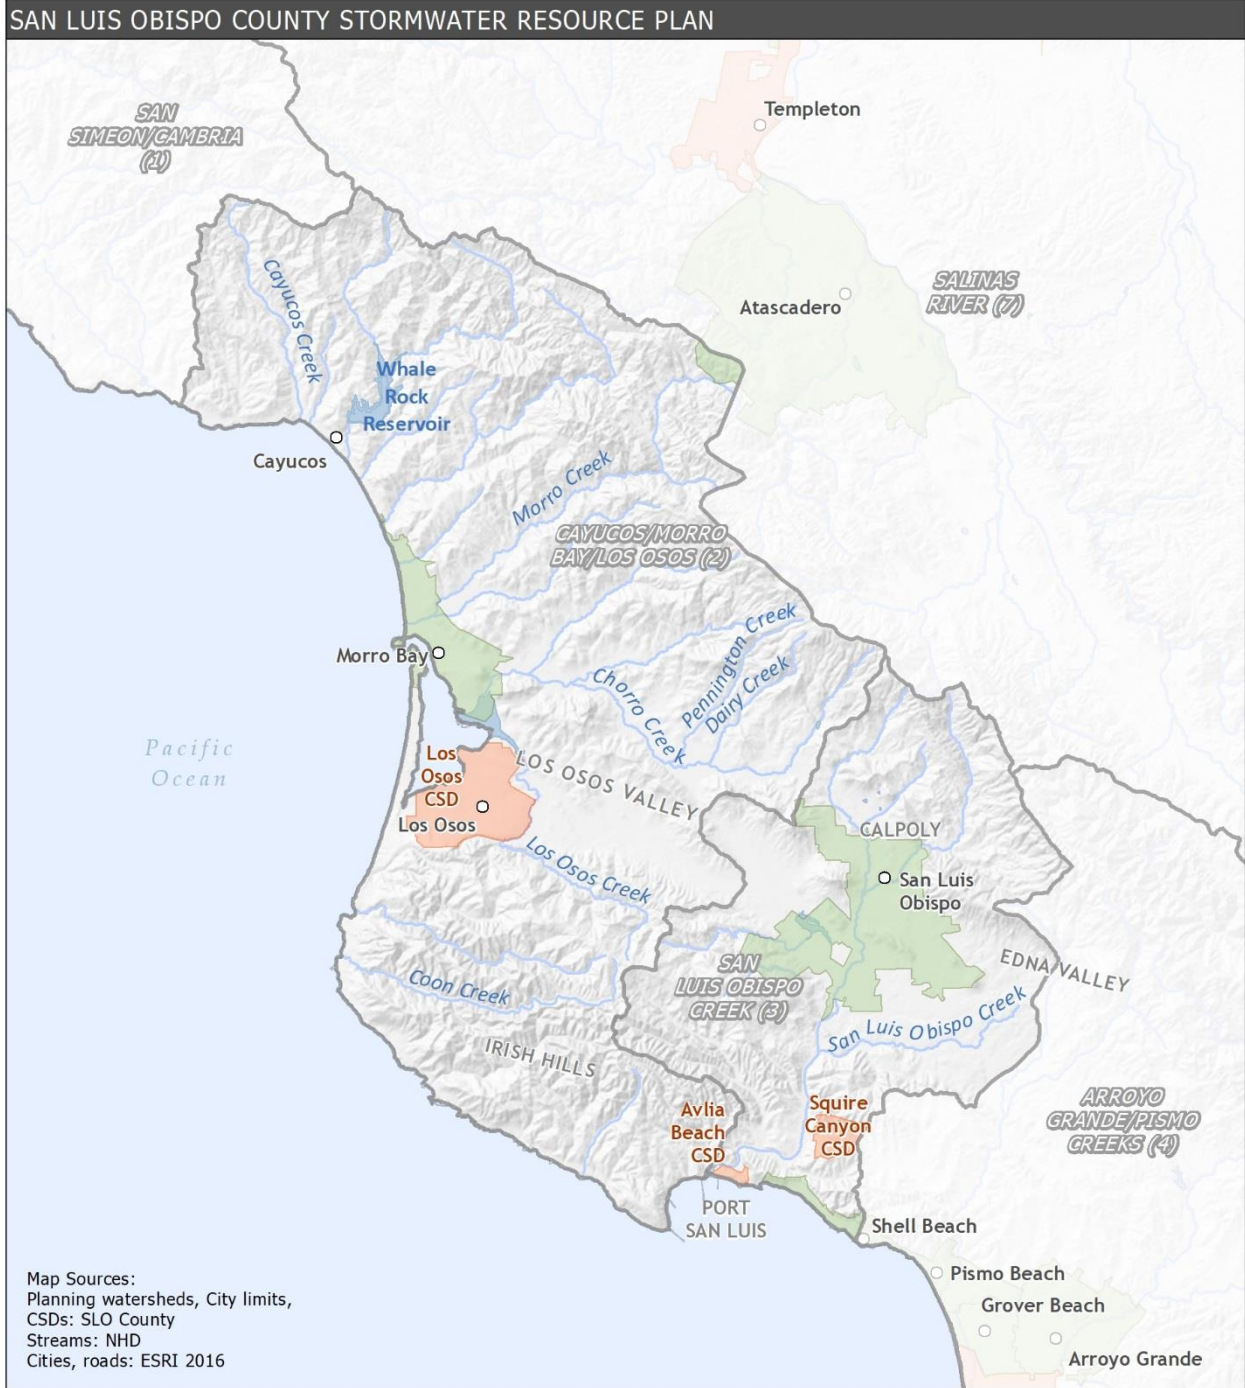 SAN LUIS OBISPO COUNTY STORMWATER RESOURCE PLAN
SAN
SIMEON/CAMBRIA
(1)
Templeton
SALINAS
RIVER (7)
Atascadero
Cayucos Creek
Whale
Rock
Reservoir
Cayucos
Morro Creek
CAYUCOS/MORRO
BAY/LOS OSOS (2)
Morro Bay
Chorro Creek
Pennington Creek
Dairy Creek
Pacific
Ocean
Los
Osos
CSD
Los Osos
LOS OSOS VALLEY
CALPOLY
San Luis
Obispo
Los Osos Creek
SAN
LUIS OBISPO
CREEK (3)
EDNA VALLEY
Coon Creek
San Luis Obispo Creek
IRISH HILLS
Avlia
Beach
CSD
Squire
Canyon
CSD
ARROYO
GRANDE/PISMO
CREEKS (4)
PORT
SAN LUIS
Shell Beach
Pismo Beach
Grover Beach
Arroyo Grande
Map Sources:
Planning watersheds, City limits,
CSDs: SLO County
Streams: NHD
Cities, roads: ESRI 2016